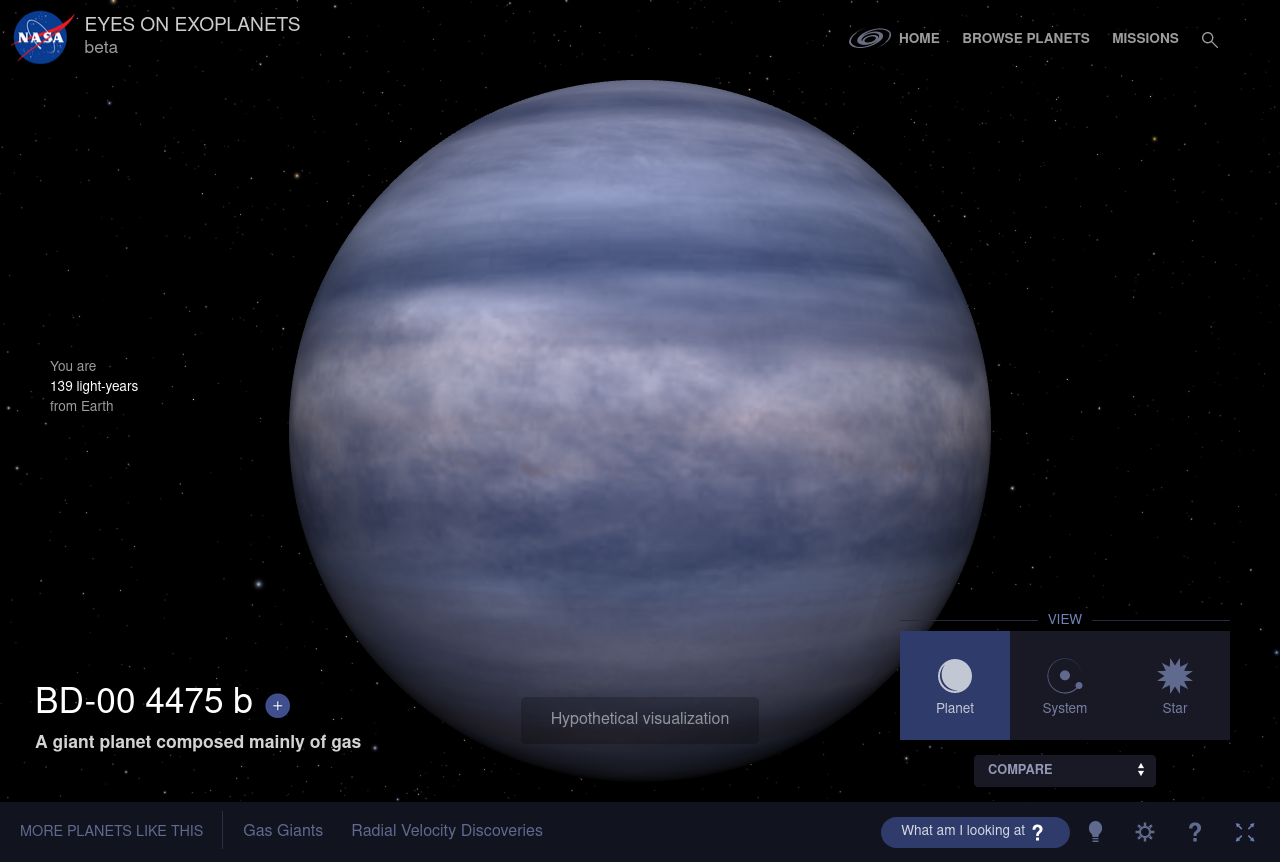 NASA
EYES ON EXOPLANETS
beta
HOME
BROWSE PLANETS
MISSIONS
You are
139 light-years
from Earth
VIEW
Planet
System
Star
BD-00 4475 b +
A giant planet composed mainly of gas
Hypothetical visualization
COMPARE
MORE PLANETS LIKE THIS
Gas Giants
Radial Velocity Discoveries
What am I looking at ?
?